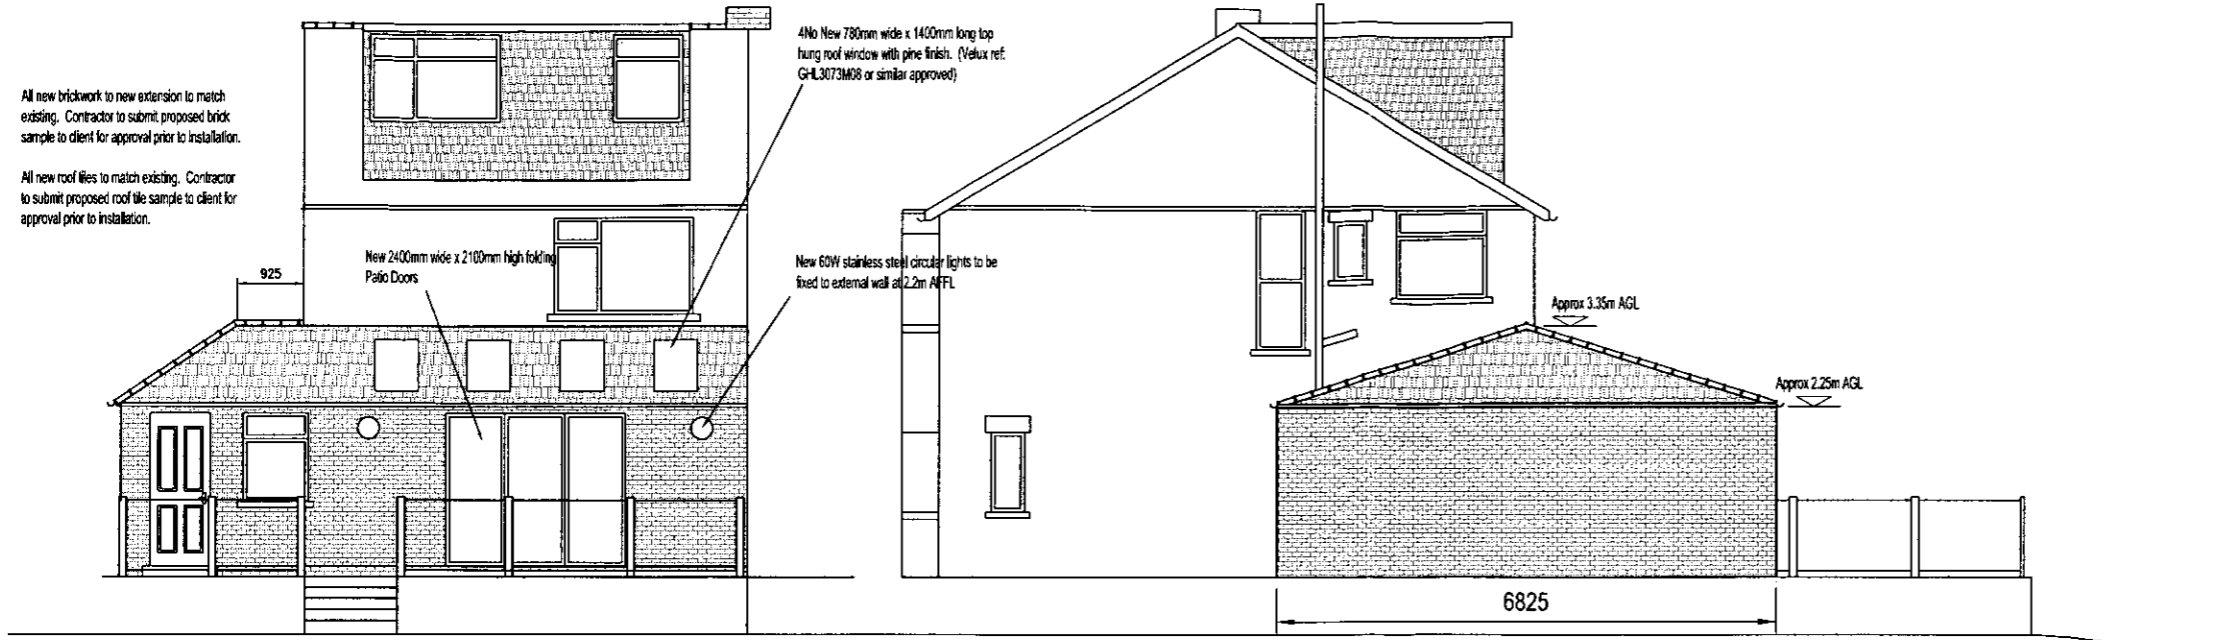 All new brickwork to new extension to match
existing. Contractor to submit proposed brick
sample to client for approval prior to installation.
All new roof tiles to match existing. Contractor
to submit proposed roof tile sample to client for
approval prior to installation.
925
New 2400mm wide x 2100mm high folding
Patio Doors
4No New 780mm wide x 1400mm long top
hung roof window with pine finish. (Velux ref:
GHL3073M08 or similar approved)
New 60W stainless steel circular lights to be
fixed to external wall at 2.2m AFFL
Approx 3.35m AGL
Approx 2.25m AGL
6825